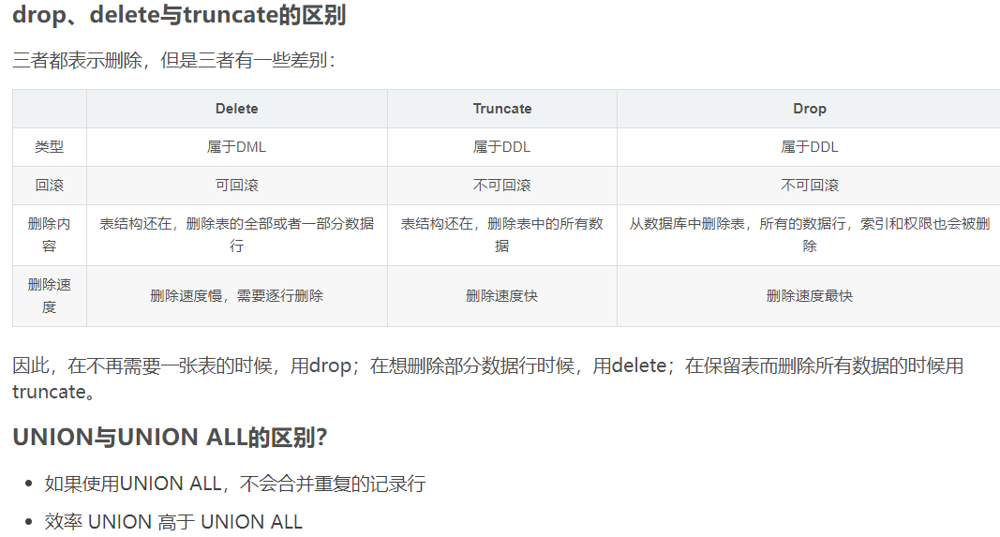 drop、delete与truncate的区别
三者都表示删除，但是三者有一些差别：
Delete Truncate Drop
类型 属于DML 属于DDL 属于DDL
回滚 可回滚 不可回滚 不可回滚
删除内容 表结构还在，删除表的全部或者一部分数据行 表结构还在，删除表中的所有数据 从数据库中删除表，所有的数据行，索引和权限也会被删除
删除速度 删除速度慢，需要逐行删除 删除速度快 删除速度最快
因此，在不再需要一张表的时候，用drop；在想删除部分数据行时候，用delete；在保留表而删除所有数据的时候用
truncate。
UNION与UNION ALL的区别？
如果使用UNION ALL，不会合并重复的记录行
效率 UNION 高于 UNION ALL